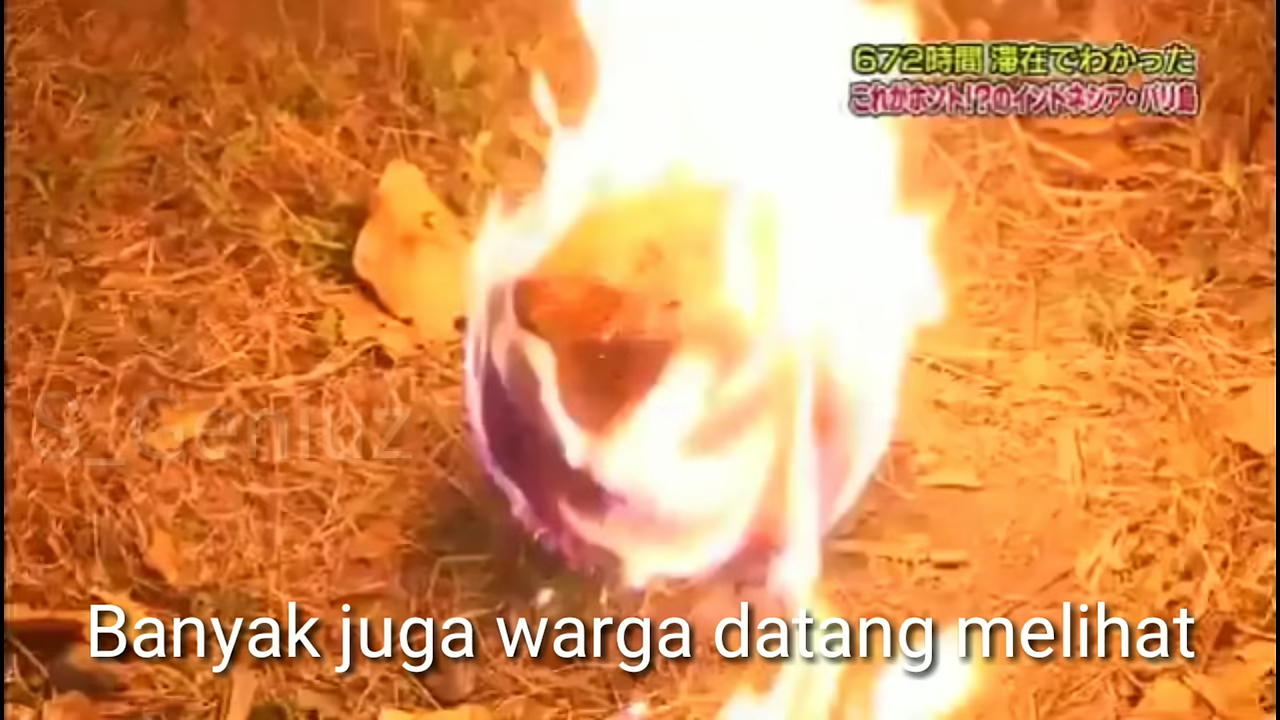 672時間 滞在でわかった
これがホント!?のインドネシア・バリ島
S_Geniuz
Banyak juga warga datang melihat